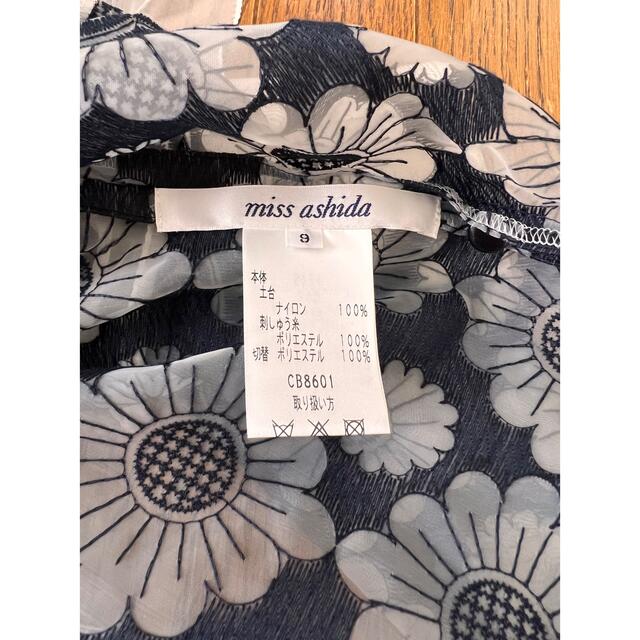 miss ashida
9
本体
土台
ナイロン 100%
刺しゅう糸
ポリエステル 100%
切替 ポリエステル 100%
CB8601
取り扱い方